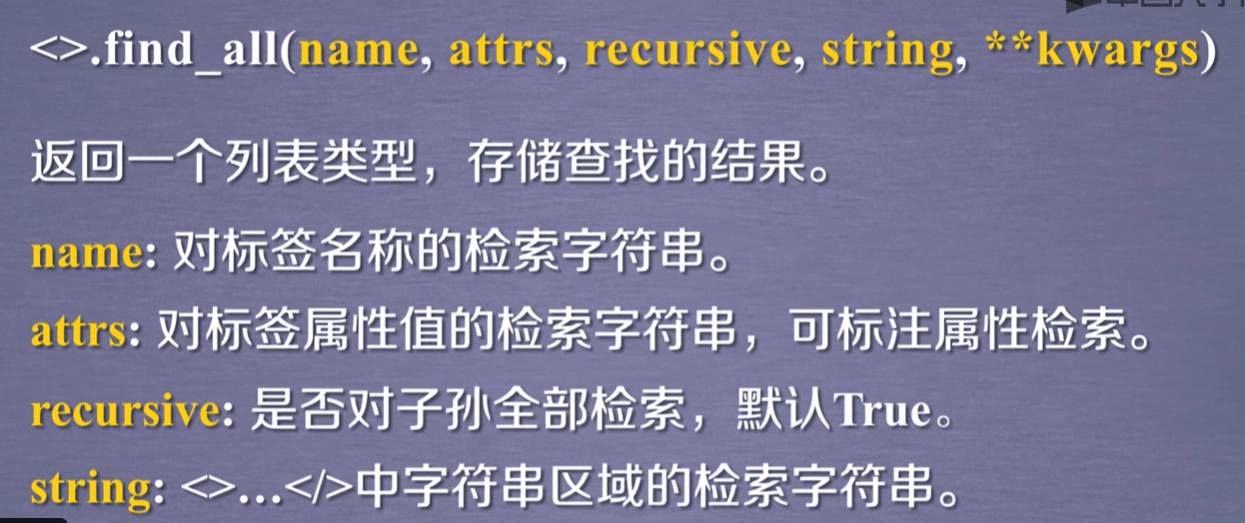 <>.find_all(name, attrs, recursive, string, **kwargs)
返回一个列表类型，存储查找的结果。
name: 对标签名称的检索字符串。
attrs: 对标签属性值的检索字符串，可标注属性检索。
recursive: 是否对子孙全部检索，默认True。
string: <>…</>中字符串区域的检索字符串。